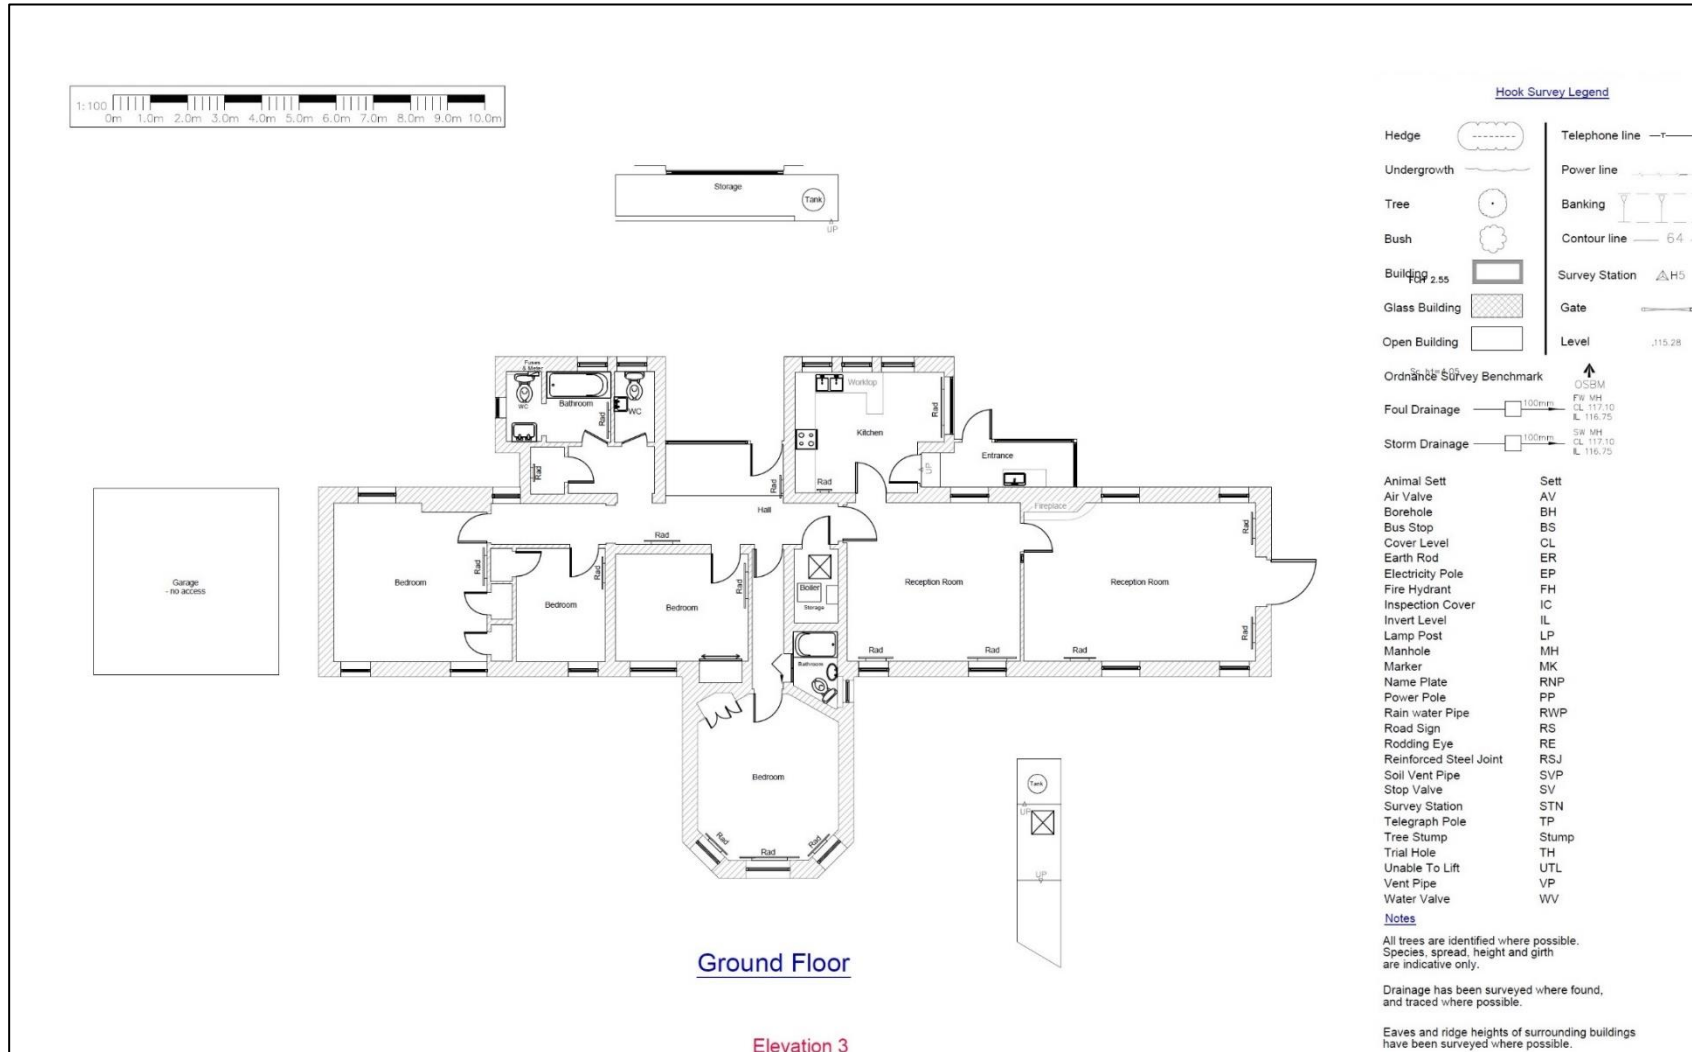 1:100
0m 1.0m 2.0m 3.0m 4.0m 5.0m 6.0m 7.0m 8.0m 9.0m 10.0m
Storage
Tank
UP
Fuses
& Meter
WC
Bathroom
Rad
WC
Rad
Worktop
Kitchen
Rad
Rad
UP
Entrance
Rad
Rad
Hall
Rad
Fireplace
Rad
Garage
- no access
Bedroom
Rad
Bedroom
Rad
Bedroom
Rad
Boiler
Storage
Reception Room
Rad
Rad
Reception Room
Rad
Rad
Bathroom
Bedroom
Rad
Rad
Rad
Tank
UP
UP
Ground Floor
Elevation 3
Hook Survey Legend
Hedge
Telephone line T
Undergrowth
Power line
Tree
Banking
Bush
Contour line 64
Building
FCH 2.55
Survey Station H5
Glass Building
Gate
Open Building
Level .115.28
Ordnance Survey Benchmark
OSBM
Foul Drainage 100mm
FW MH
CL 117.10
IL 116.75
Storm Drainage 100mm
SW MH
CL 117.10
IL 116.75
Animal Sett Sett
Air Valve AV
Borehole BH
Bus Stop BS
Cover Level CL
Earth Rod ER
Electricity Pole EP
Fire Hydrant FH
Inspection Cover IC
Invert Level IL
Lamp Post LP
Manhole MH
Marker MK
Name Plate RNP
Power Pole PP
Rain water Pipe RWP
Road Sign RS
Rodding Eye RE
Reinforced Steel Joint RSJ
Soil Vent Pipe SVP
Stop Valve SV
Survey Station STN
Telegraph Pole TP
Tree Stump Stump
Trial Hole TH
Unable To Lift UTL
Vent Pipe VP
Water Valve WV
Notes
All trees are identified where possible.
Species, spread, height and girth
are indicative only.
Drainage has been surveyed where found,
and traced where possible.
Eaves and ridge heights of surrounding buildings
have been surveyed where possible.